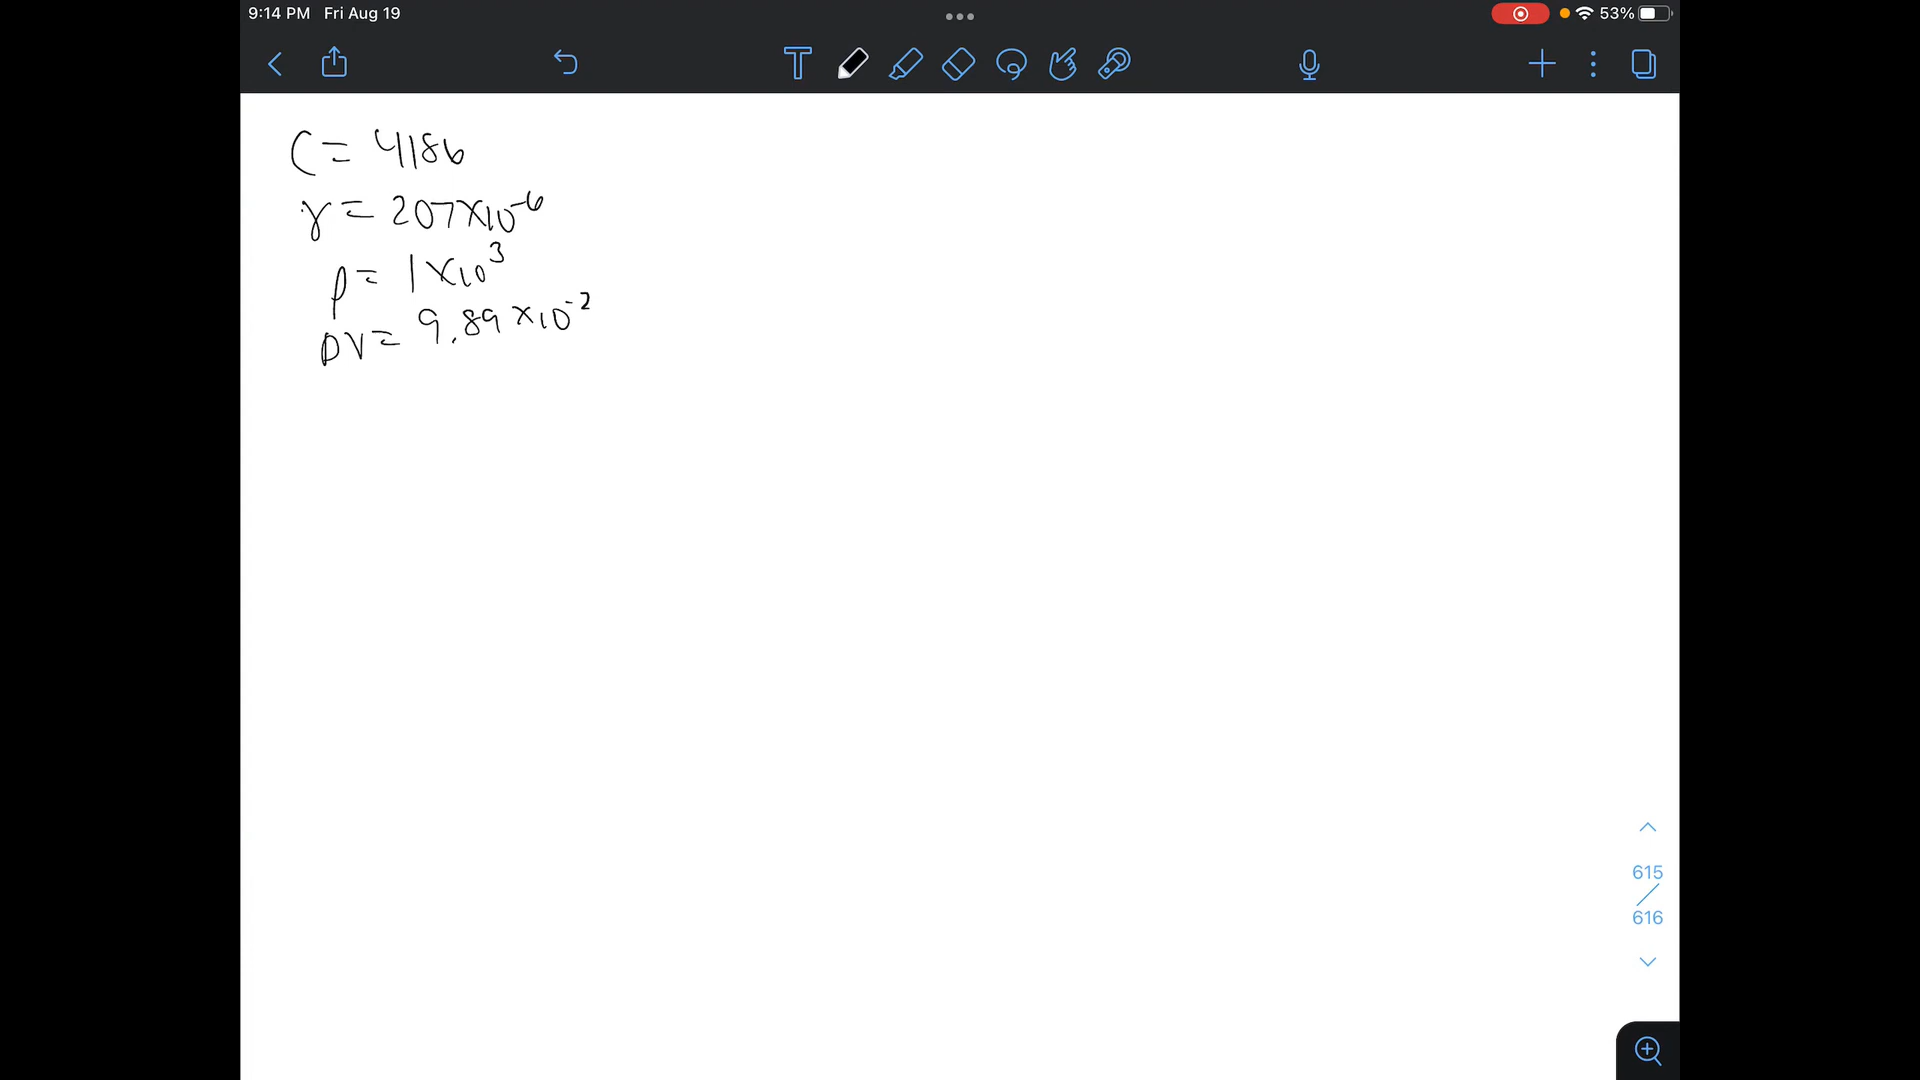 9:14 PM Fri Aug 19
53%
C = 4186
γ = 207×10⁻⁶
ρ = 1×10³
DV = 9.89×10⁻²
615
616